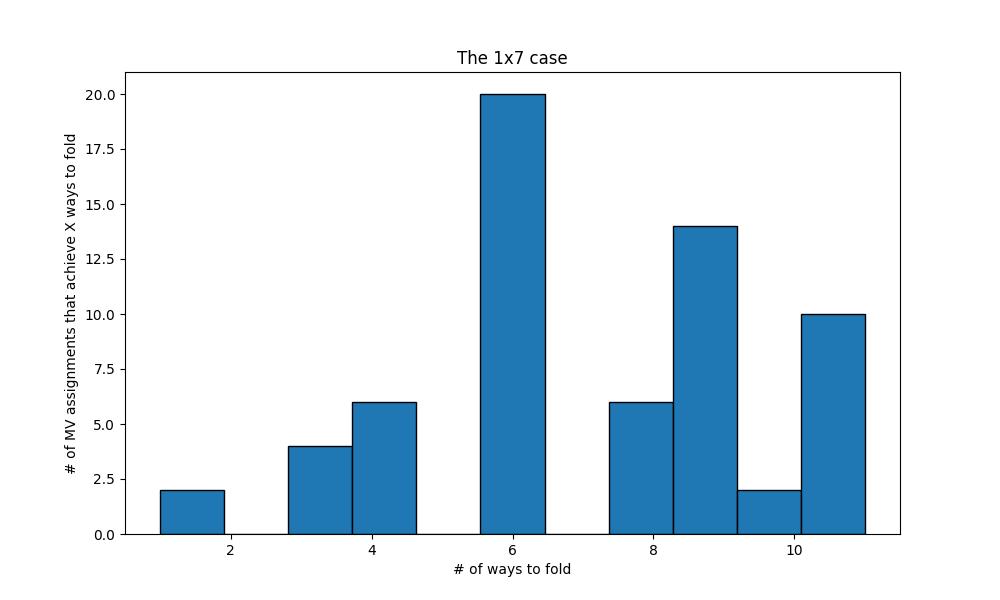 The 1x7 case
# of MV assignments that achieve X ways to fold
20.0
17.5
15.0
12.5
10.0
7.5
5.0
2.5
0.0
2 4 6 8 10
# of ways to fold